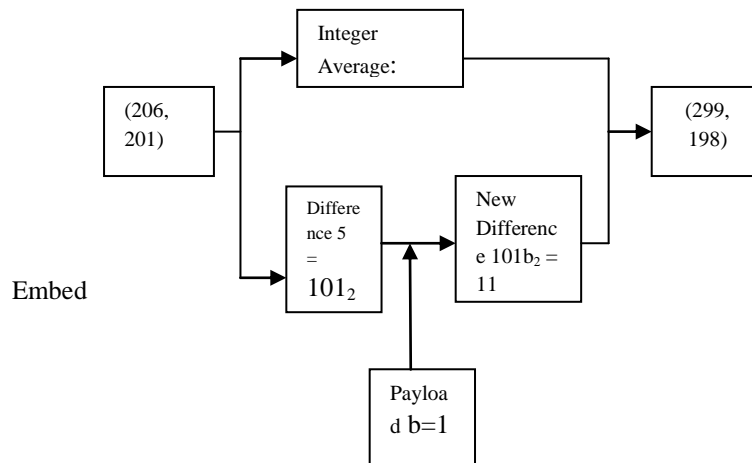 Integer
Average:
(206,
201)
(299,
198)
Differe
nce 5
=
101₂
New
Differenc
e 101b₂ =
11
Embed
Payloa
d b=1